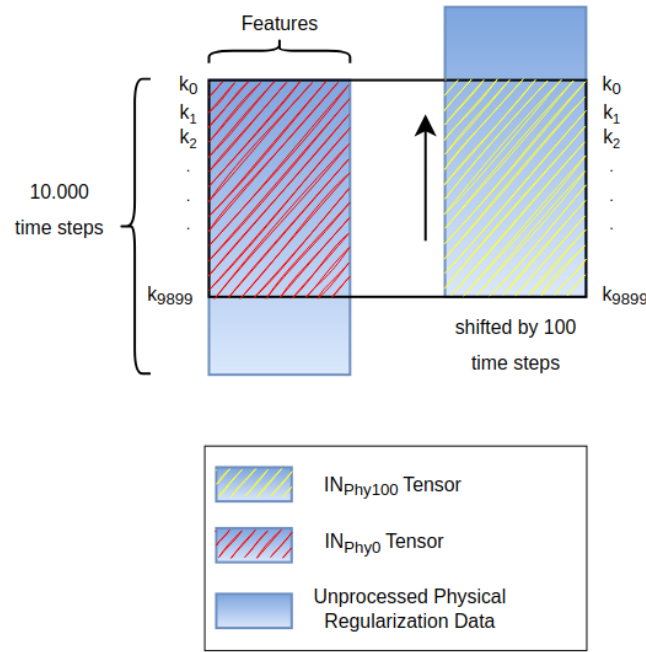 Features
k0
k1
k2
.
.
.
k9899
10.000
time steps
k0
k1
k2
.
.
.
k9899
shifted by 100
time steps
INPhy100 Tensor
INPhy0 Tensor
Unprocessed Physical
Regularization Data